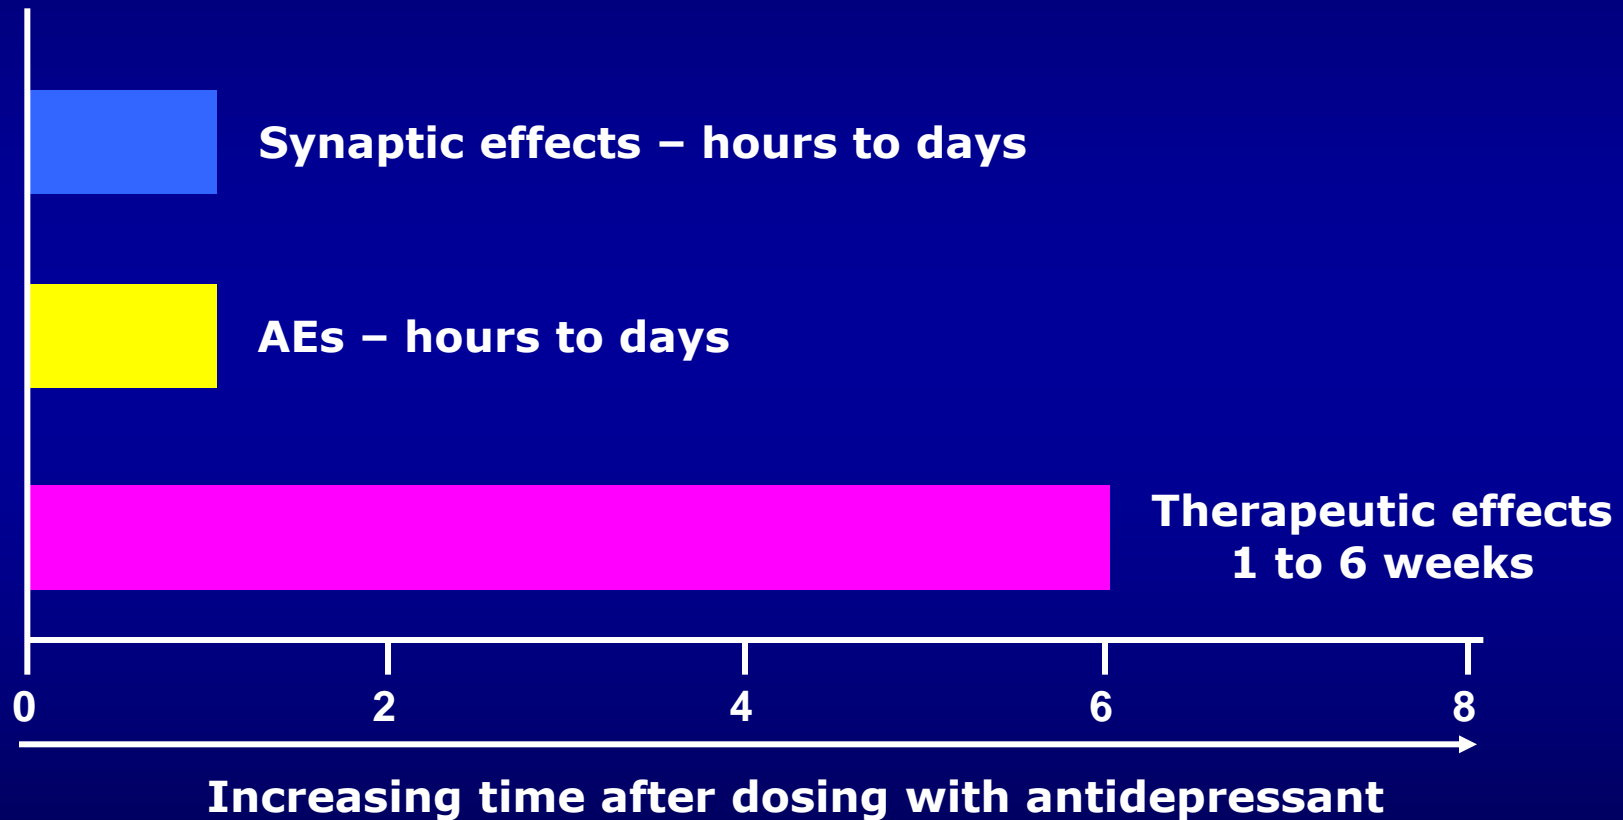 Synaptic effects – hours to days
AEs – hours to days
Therapeutic effects
1 to 6 weeks
0 2 4 6 8
Increasing time after dosing with antidepressant